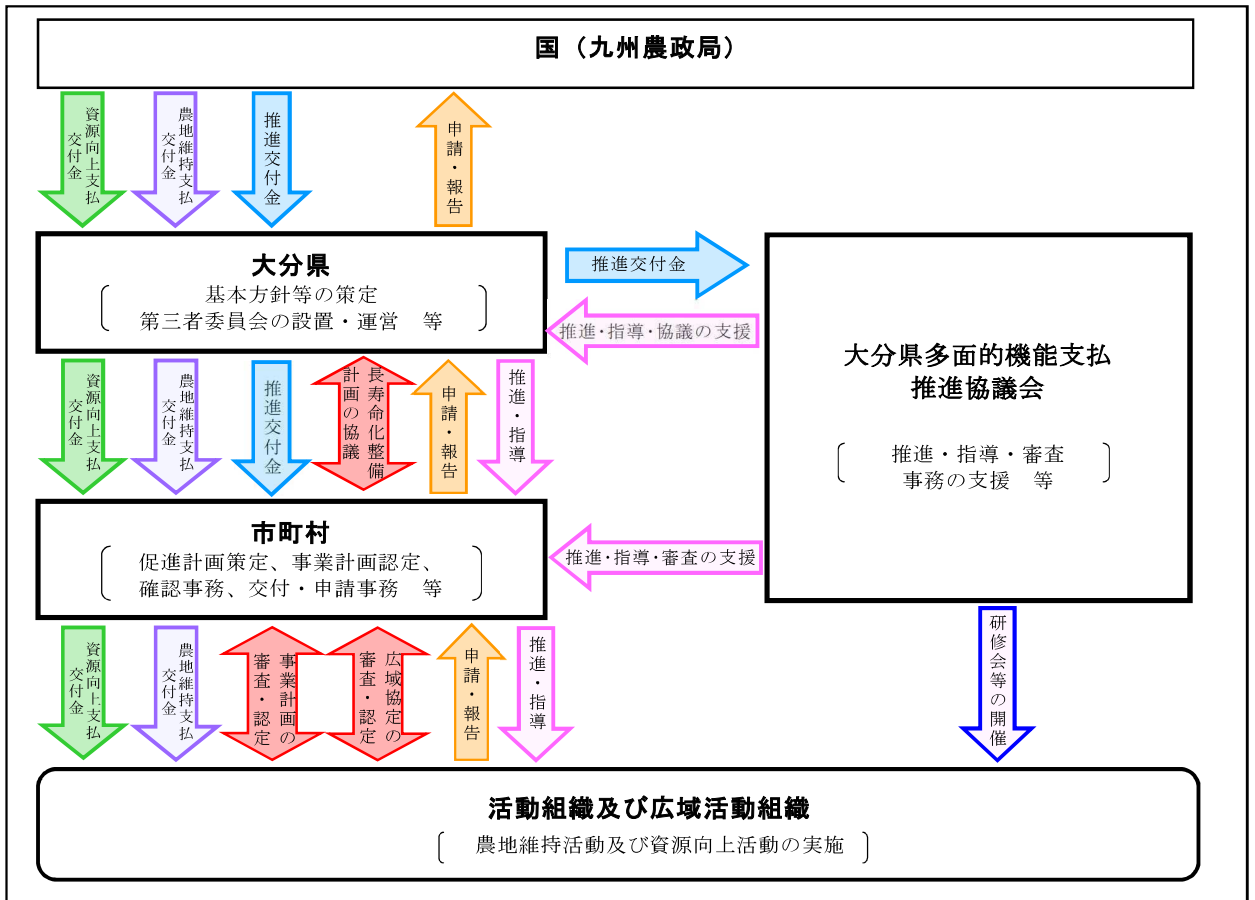 国（九州農政局）
資源向上支払
交付金
農地維持支払
交付金
推進交付金
申請・報告
大分県
基本方針等の策定
第三者委員会の設置・運営　等
推進交付金
推進・指導・協議の支援
大分県多面的機能支払
推進協議会
推進・指導・審査
事務の支援　等
資源向上支払
交付金
農地維持支払
交付金
推進交付金
長寿命化整備
計画の協議
申請・報告
推進・指導
市町村
促進計画策定、事業計画認定、
確認事務、交付・申請事務　等
推進・指導・審査の支援
資源向上支払
交付金
農地維持支払
交付金
事業計画の
審査・認定
広域協定の
審査・認定
申請・報告
推進・指導
研修会等の開催
活動組織及び広域活動組織
農地維持活動及び資源向上活動の実施